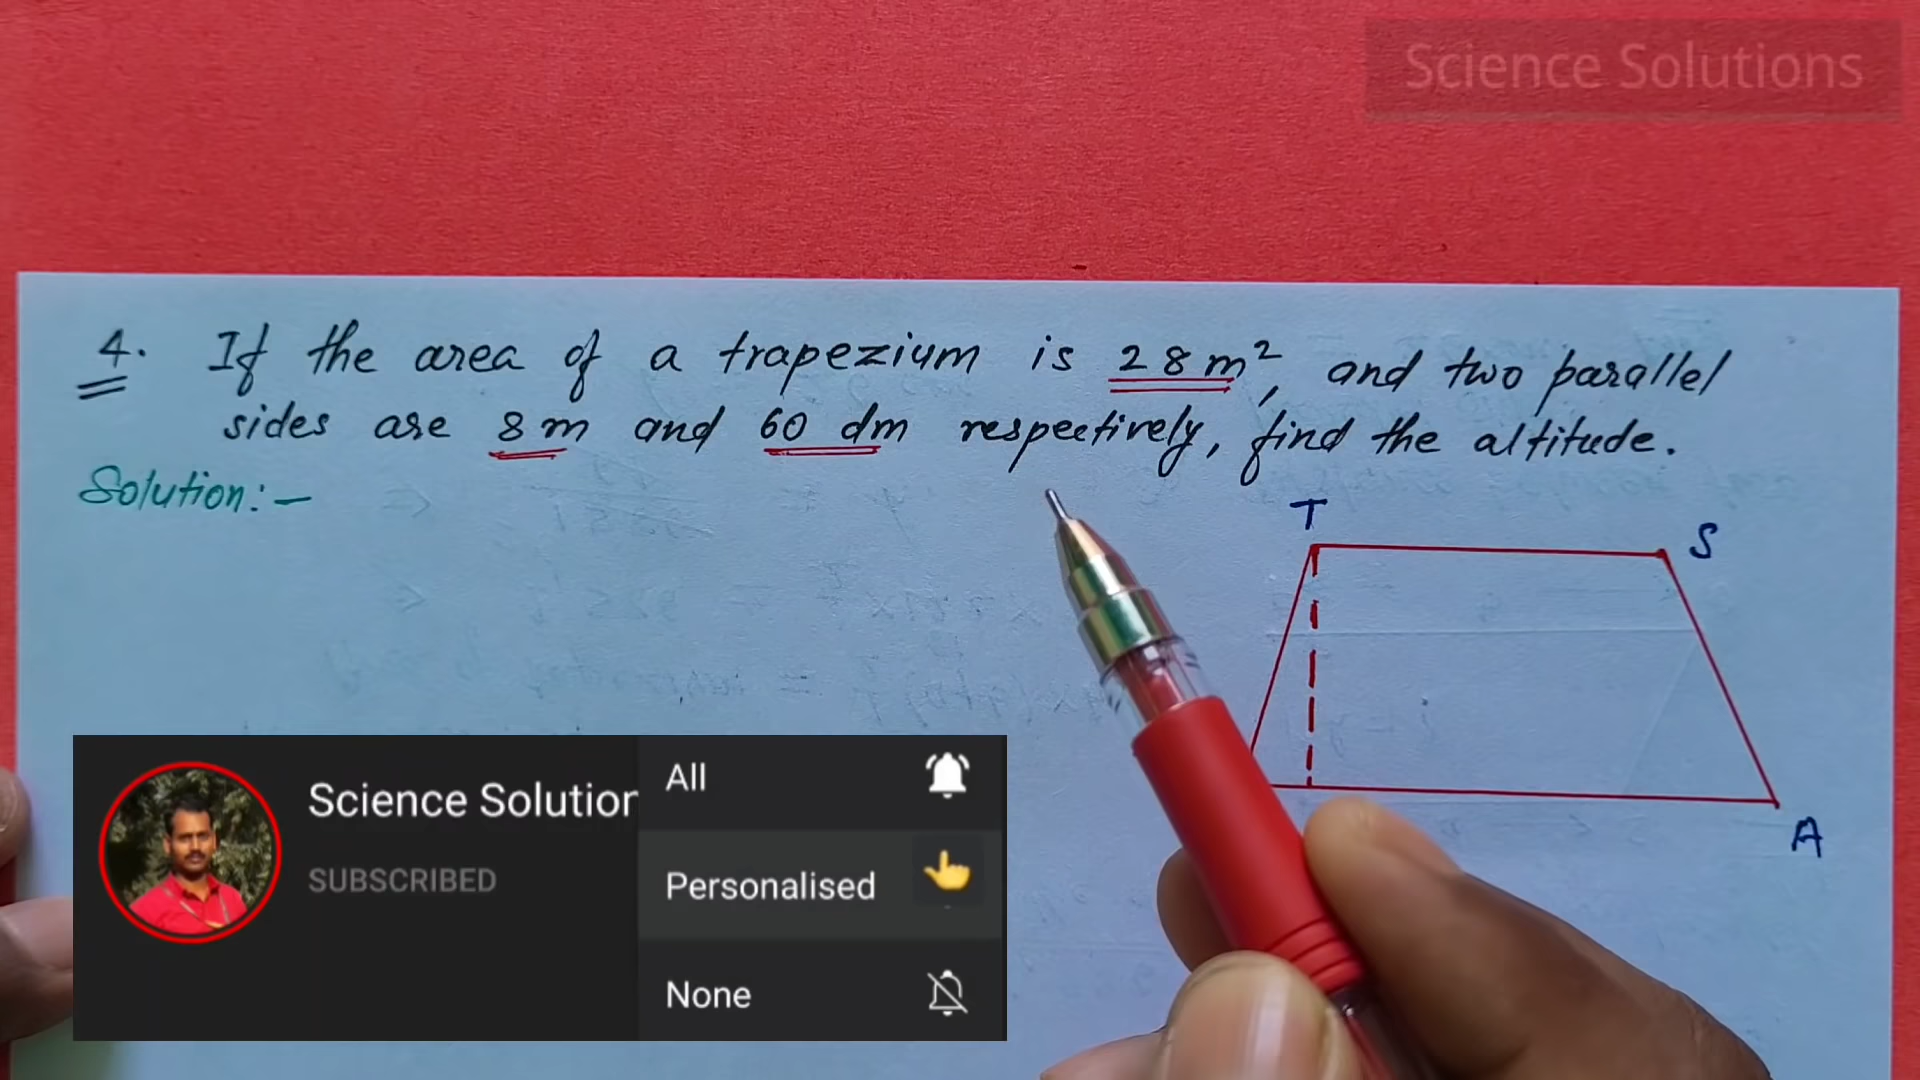 Science Solutions
4. If the area of a trapezium is 28 m², and two parallel
sides are 8 m and 60 dm respectively, find the altitude.
Solution:-
T
S
A
Science Solution
SUBSCRIBED
All
Personalised
None